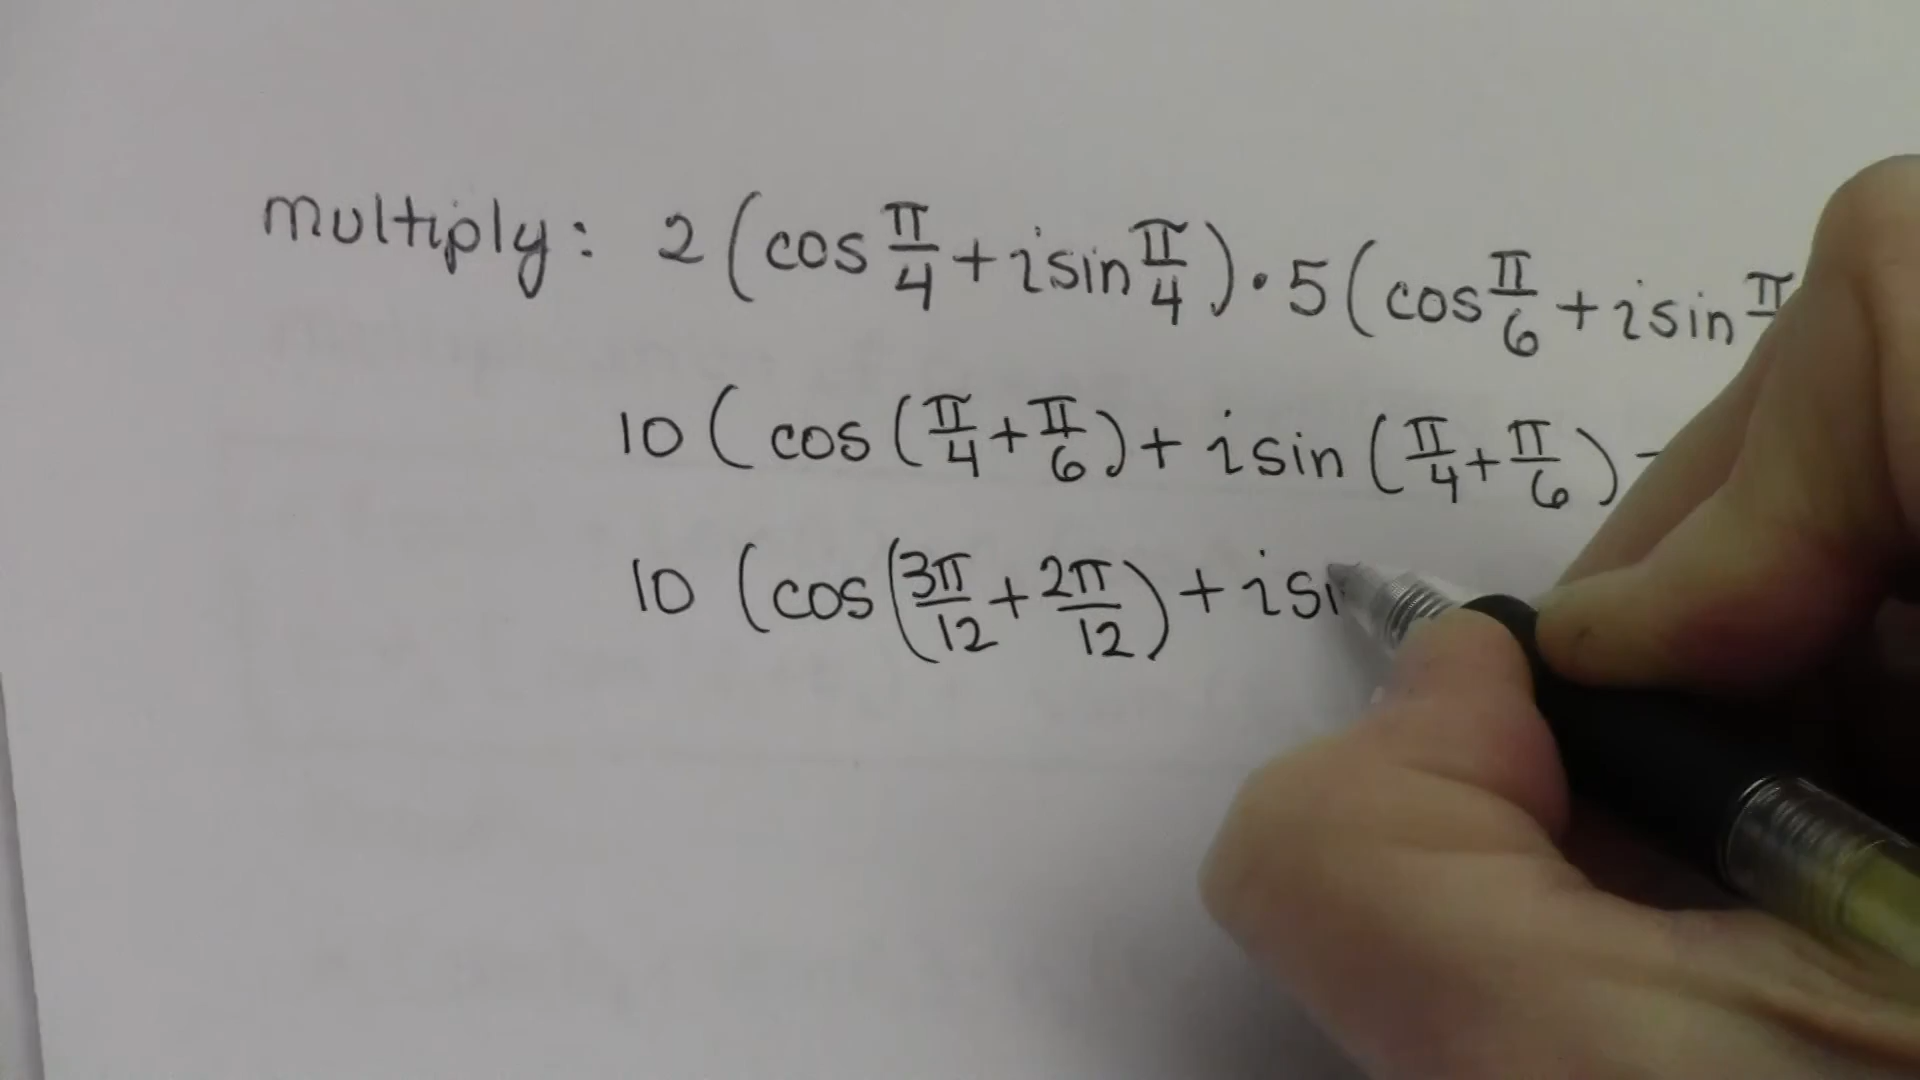 multiply: 2 (cos π/4 + i sin π/4) · 5 (cos π/6 + i sin π
10 ( cos (π/4 + π/6) + i sin (π/4 + π/6)
10 (cos (3π/12 + 2π/12) + i si